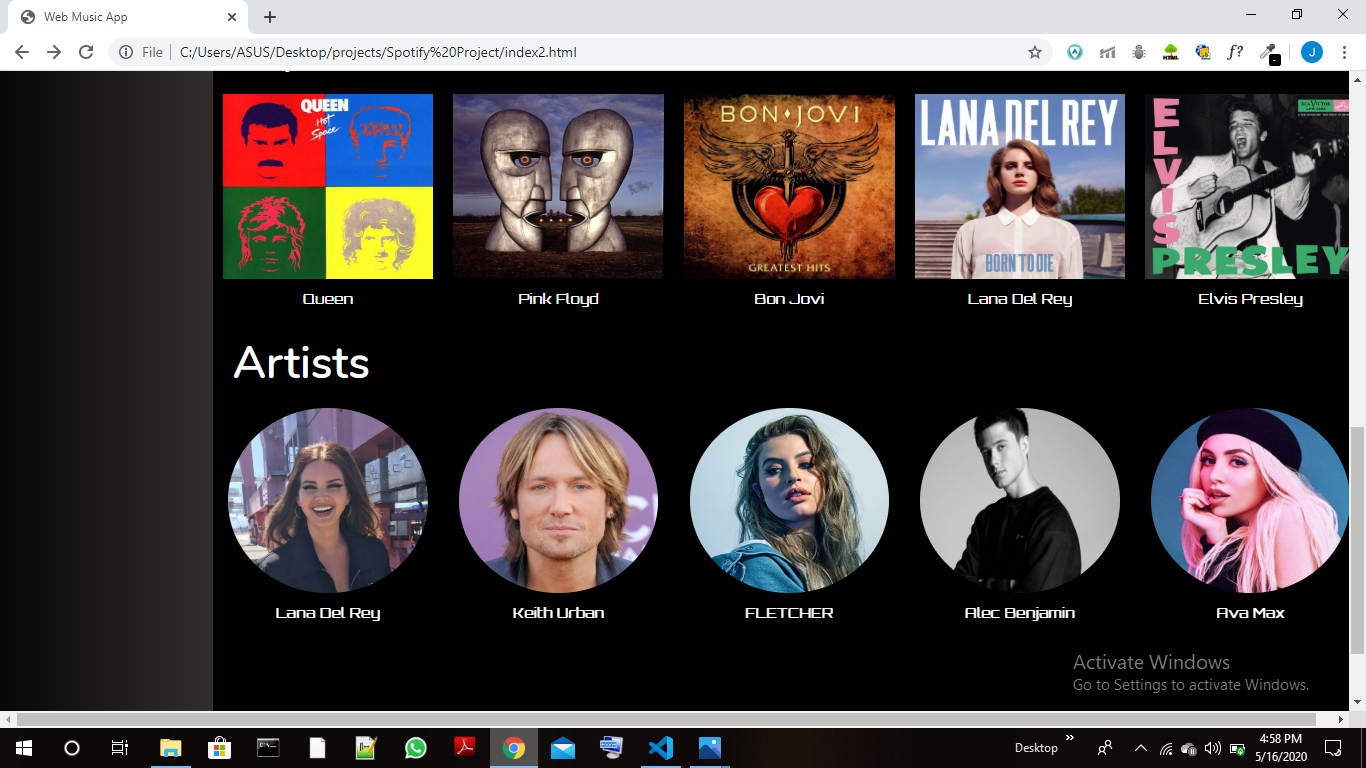 Web Music App
File
C:/Users/ASUS/Desktop/projects/Spotify%20Project/index2.html
f?
J
QUEEN
Hot
Space
BON JOVI
GREATEST HITS
LANA DEL REY
BORN TO DIE
ELVIS
PRESLEY
RCA VICTOR
Queen
Pink Floyd
Bon Jovi
Lana Del Rey
Elvis Presley
Artists
Lana Del Rey
Keith Urban
FLETCHER
Alec Benjamin
Ava Max
Activate Windows
Go to Settings to activate Windows.
Desktop
4:58 PM
5/16/2020